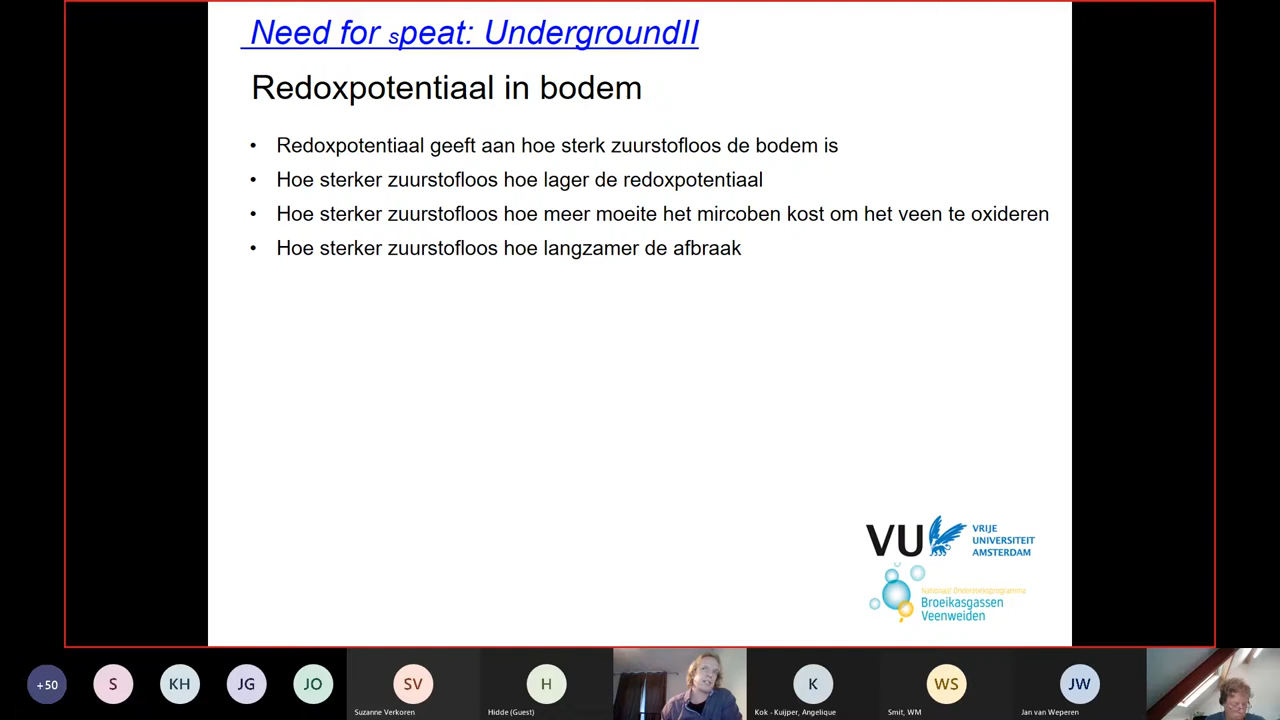 Need for speat: UndergroundII
Redoxpotentiaal in bodem
• Redoxpotentiaal geeft aan hoe sterk zuurstofloos de bodem is
• Hoe sterker zuurstofloos hoe lager de redoxpotentiaal
• Hoe sterker zuurstofloos hoe meer moeite het mircoben kost om het veen te oxideren
• Hoe sterker zuurstofloos hoe langzamer de afbraak
VU VRIJE
UNIVERSITEIT
AMSTERDAM
Nationaal Onderzoeksprogramma
Broeikasgassen
Veenweiden
+50
S
KH
JG
JO
SV
Suzanne Verkoren
H
Hidde (Guest)
K
Kok - Kuijper, Angelique
WS
Smit, WM
JW
Jan van Weperen